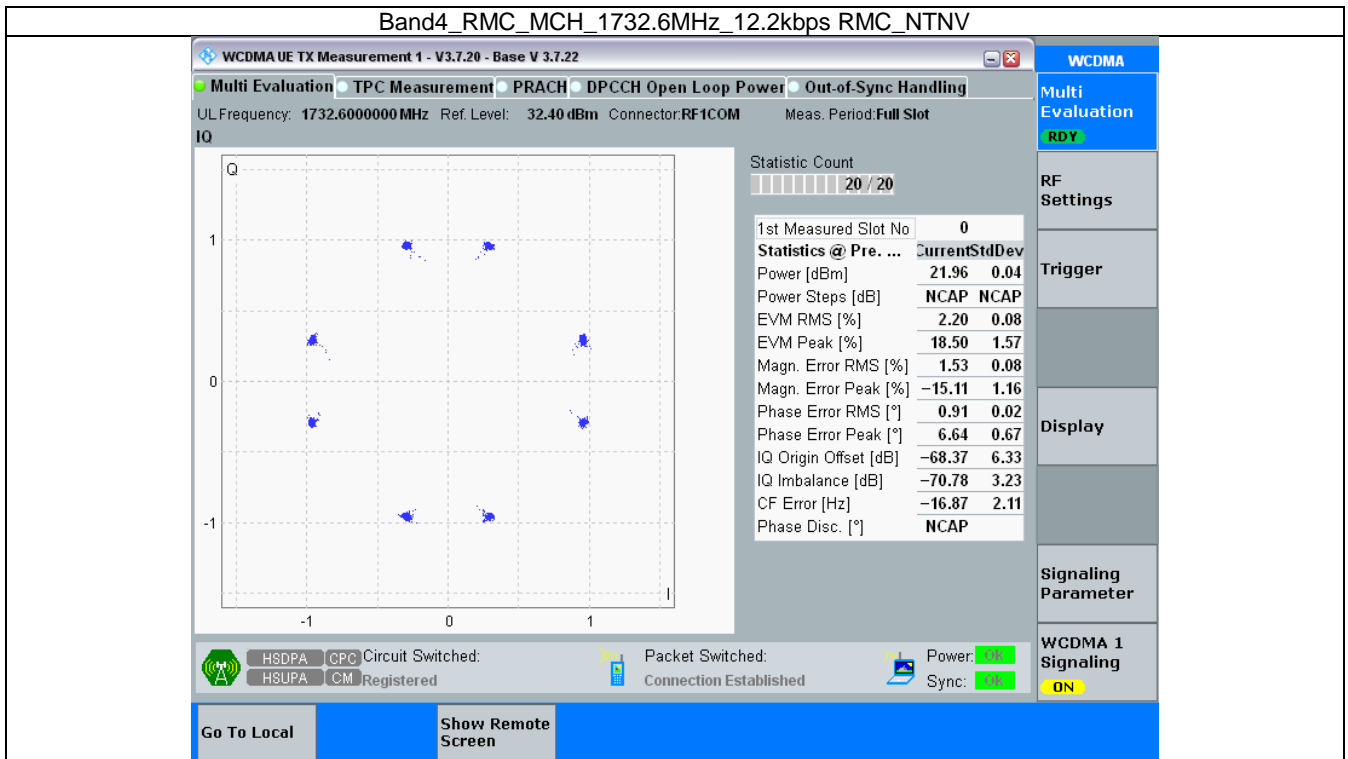 Band4_RMC_MCH_1732.6MHz_12.2kbps RMC_NTNV
WCDMA UE TX Measurement 1 - V3.7.20 - Base V 3.7.22
WCDMA
Multi Evaluation TPC Measurement PRACH DPCCH Open Loop Power Out-of-Sync Handling
Multi
Evaluation
RDY
UL Frequency: 1732.6000000 MHz Ref. Level: 32.40 dBm Connector:RF1COM Meas. Period:Full Slot
IQ
Q
1
0
-1
I
-1 0 1
Statistic Count
20 / 20
1st Measured Slot No 0
Statistics @ Pre. ... CurrentStdDev
Power [dBm] 21.96 0.04
Power Steps [dB] NCAP NCAP
EVM RMS [%] 2.20 0.08
EVM Peak [%] 18.50 1.57
Magn. Error RMS [%] 1.53 0.08
Magn. Error Peak [%] −15.11 1.16
Phase Error RMS [°] 0.91 0.02
Phase Error Peak [°] 6.64 0.67
IQ Origin Offset [dB] −68.37 6.33
IQ Imbalance [dB] −70.78 3.23
CF Error [Hz] −16.87 2.11
Phase Disc. [°] NCAP
RF
Settings
Trigger
Display
Signaling
Parameter
WCDMA 1
Signaling
ON
HSDPA CPC Circuit Switched: Packet Switched: Power: Ok
HSUPA CM Registered Connection Established Sync: Ok
Go To Local
Show Remote
Screen